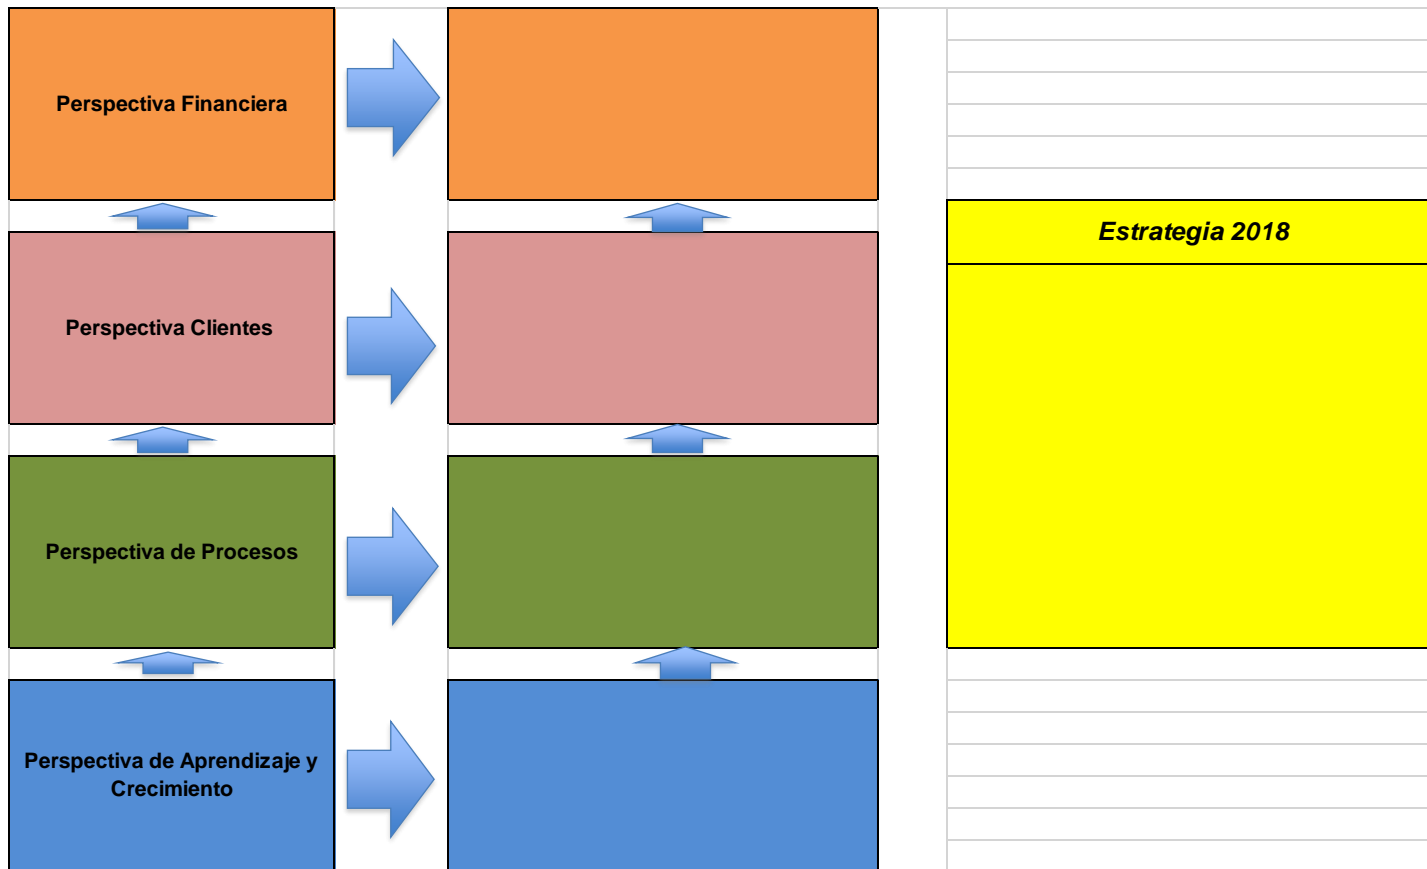 Perspectiva Financiera
Estrategia 2018
Perspectiva Clientes
Perspectiva de Procesos
Perspectiva de Aprendizaje y
Crecimiento